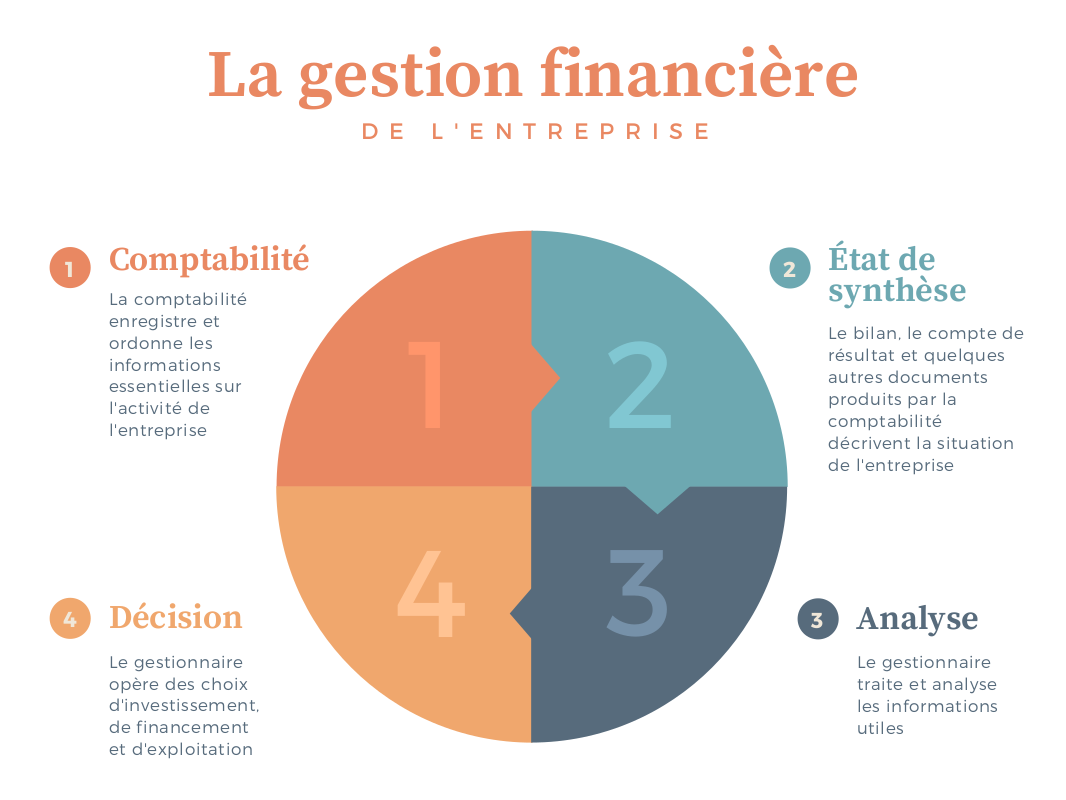 La gestion financière
DE L'ENTREPRISE
1
Comptabilité
La comptabilité
enregistre et
ordonne les
informations
essentielles sur
l'activité de
l'entreprise
1
2
2
État de
synthèse
Le bilan, le compte de
résultat et quelques
autres documents
produits par la
comptabilité
décrivent la situation
de l'entreprise
4
3
3
Analyse
Le gestionnaire
traite et analyse
les informations
utiles
4
Décision
Le gestionnaire
opère des choix
d'investissement,
de financement
et d'exploitation